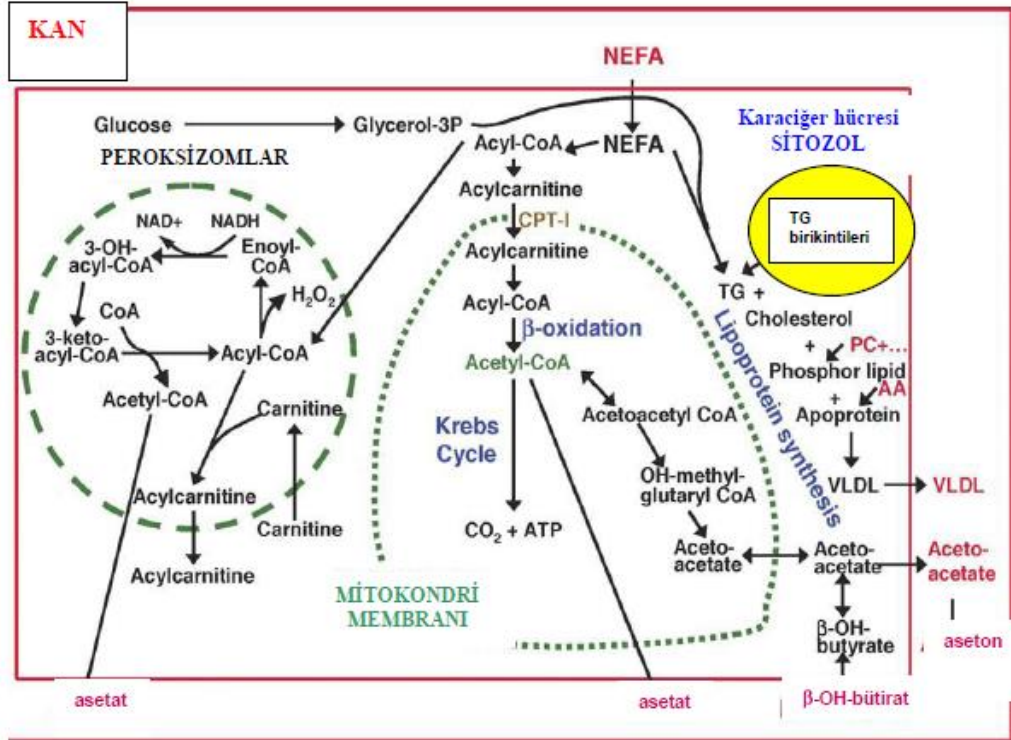 KAN
NEFA
Glucose
Glycerol-3P
Karaciğer hücresi
SİTOZOL
PEROKSİZOMLAR
Acyl-CoA
NEFA
Acylcarnitine
CPT-I
Acylcarnitine
TG
birikintileri
NAD+
NADH
3-OH-
acyl-CoA
Enoyl-
CoA
H2O2
CoA
3-keto-
acyl-CoA
Acyl-CoA
Acetyl-CoA
Carnitine
Acylcarnitine
Carnitine
Acylcarnitine
Acyl-CoA
β-oxidation
Acetyl-CoA
Krebs
Cycle
CO2 + ATP
Acetoacetyl CoA
OH-methyl-
glutaryl CoA
Aceto-
acetate
MİTOKONDRİ
MEMBRANI
Lipoprotein synthesis
TG +
Cholesterol
+
PC+...
Phosphor lipid
+
AA
Apoprotein
VLDL
VLDL
Aceto-
acetate
Aceto-
acetate
β-OH-
butyrate
aseton
asetat
asetat
β-OH-bütirat